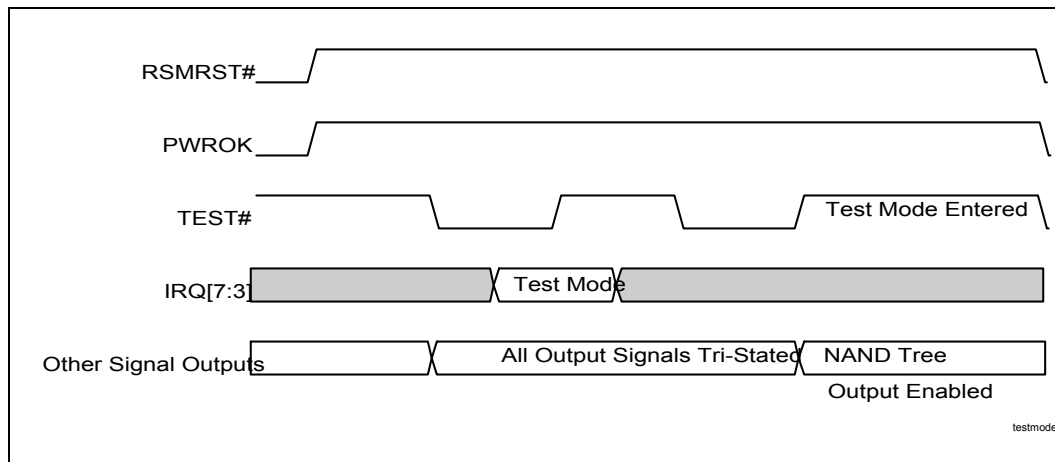 RSMRST#
PWROK
TEST#
Test Mode Entered
IRQ[7:3]
Test Mode
Other Signal Outputs
All Output Signals Tri-Stated
NAND Tree
Output Enabled
testmode